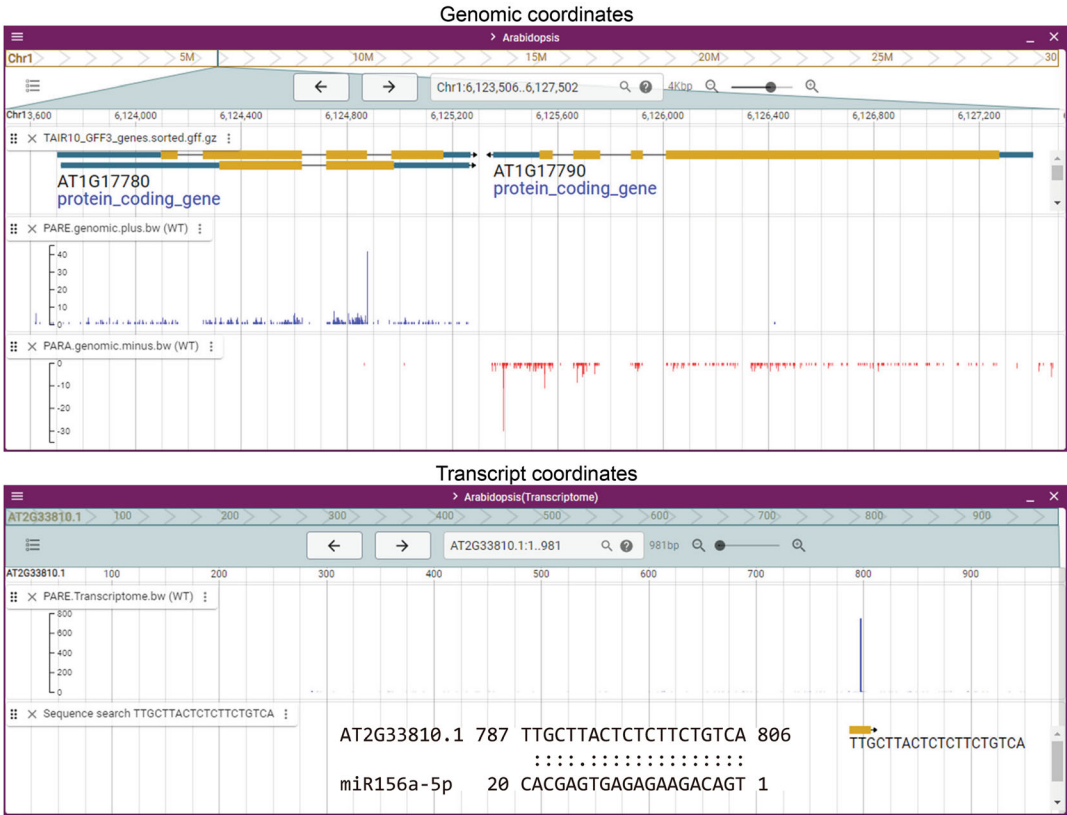 Genomic coordinates
> Arabidopsis
Chr1 5M 10M 15M 20M 25M 30
Chr1:6,123,506..6,127,502 4Kbp
Chr13,600 6,124,000 6,124,400 6,124,800 6,125,200 6,125,600 6,126,000 6,126,400 6,126,800 6,127,200
TAIR10_GFF3_genes.sorted.gff.gz
AT1G17780
protein_coding_gene
AT1G17790
protein_coding_gene
PARE.genomic.plus.bw (WT)
40
30
20
10
0
PARA.genomic.minus.bw (WT)
0
-10
-20
-30
Transcript coordinates
> Arabidopsis(Transcriptome)
AT2G33810.1 100 200 300 400 500 600 700 800 900
AT2G33810.1:1..981 981bp
AT2G33810.1 100 200 300 400 500 600 700 800 900
PARE.Transcriptome.bw (WT)
800
600
400
200
0
Sequence search TTGCTTACTCTCTTCTGTCA
AT2G33810.1 787 TTGCTTACTCTCTTCTGTCA 806
::::.:::::::::::::::
miR156a-5p 20 CACGAGTGAGAGAAGACAGT 1
TTGCTTACTCTCTTCTGTCA